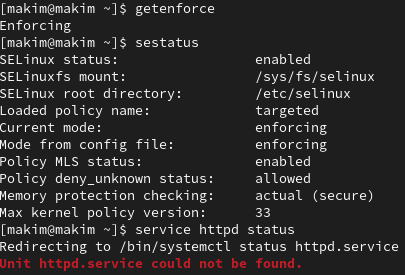 [makim@makim ~]$ getenforce
Enforcing
[makim@makim ~]$ sestatus
SELinux status:                 enabled
SELinuxfs mount:                /sys/fs/selinux
SELinux root directory:         /etc/selinux
Loaded policy name:             targeted
Current mode:                   enforcing
Mode from config file:          enforcing
Policy MLS status:              enabled
Policy deny_unknown status:     allowed
Memory protection checking:     actual (secure)
Max kernel policy version:      33
[makim@makim ~]$ service httpd status
Redirecting to /bin/systemctl status httpd.service
Unit httpd.service could not be found.